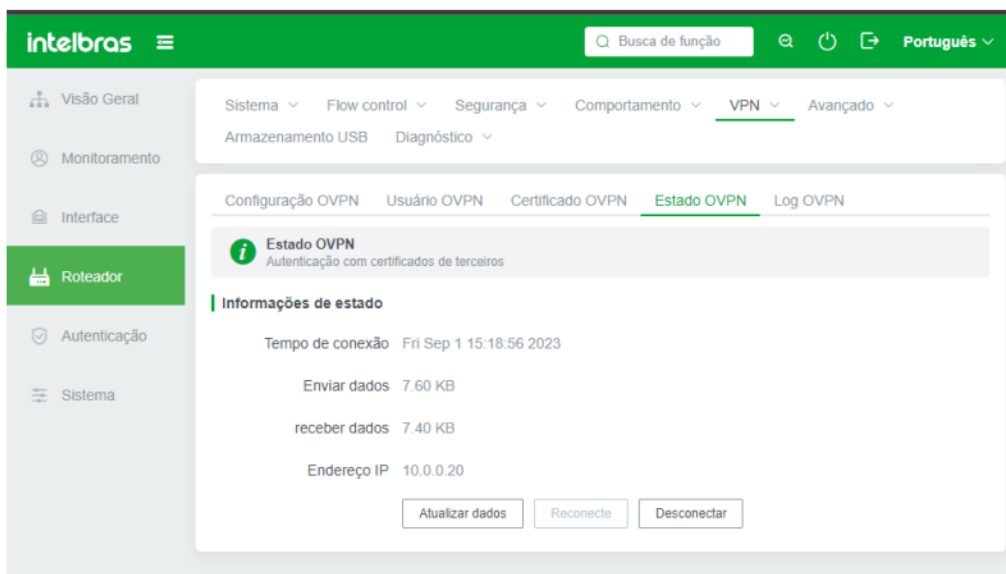 intelbras
Busca de função
Português
Visão Geral
Monitoramento
Interface
Roteador
Autenticação
Sistema
Sistema Flow control Segurança Comportamento VPN Avançado
Armazenamento USB Diagnóstico
Configuração OVPN Usuário OVPN Certificado OVPN Estado OVPN Log OVPN
Estado OVPN
Autenticação com certificados de terceiros
Informações de estado
Tempo de conexão Fri Sep 1 15:18:56 2023
Enviar dados 7.60 KB
receber dados 7.40 KB
Endereço IP 10.0.0.20
Atualizar dados Reconecte Desconectar